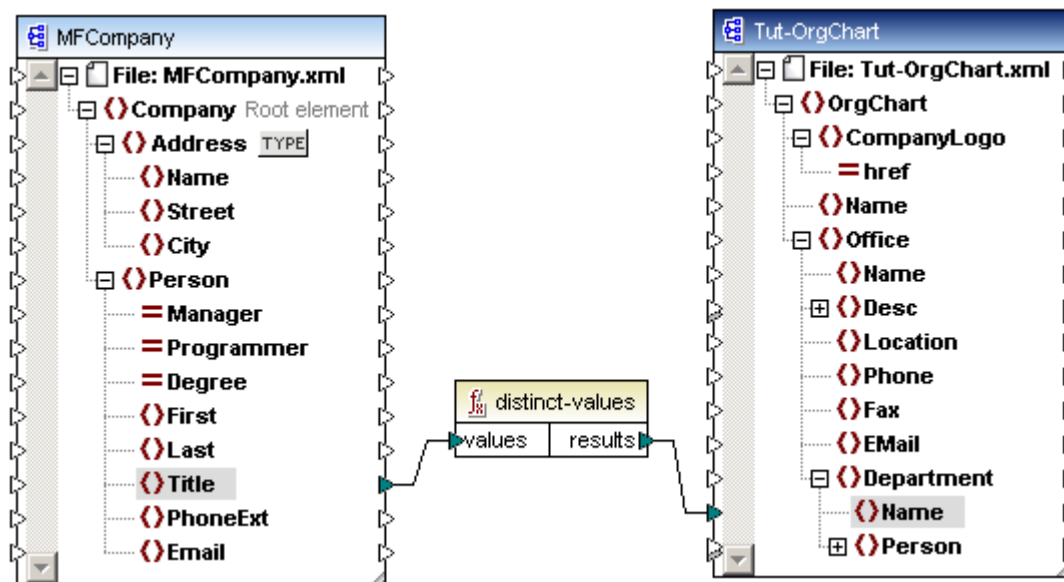 MFCompany
File: MFCompany.xml
Company Root element
Address TYPE
Name
Street
City
Person
Manager
Programmer
Degree
First
Last
Title
PhoneExt
Email
distinct-values
values results
Tut-OrgChart
File: Tut-OrgChart.xml
OrgChart
CompanyLogo
href
Name
Office
Name
Desc
Location
Phone
Fax
EMail
Department
Name
Person